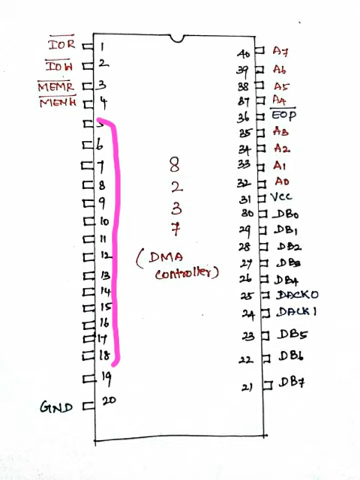 IOR 1
IOW 2
MEMR 3
MEMW 4
5
6
7
8
9
10
11
12
13
14
15
16
17
18
19
GND 20
8
2
3
7
(DMA
controller)
40 A7
39 A6
38 A5
37 A4
36 EOP
35 A3
34 A2
33 A1
32 A0
31 Vcc
30 DB0
29 DB1
28 DB2
27 DB3
26 DB4
25 DACK0
24 DACK1
23 DB5
22 DB6
21 DB7